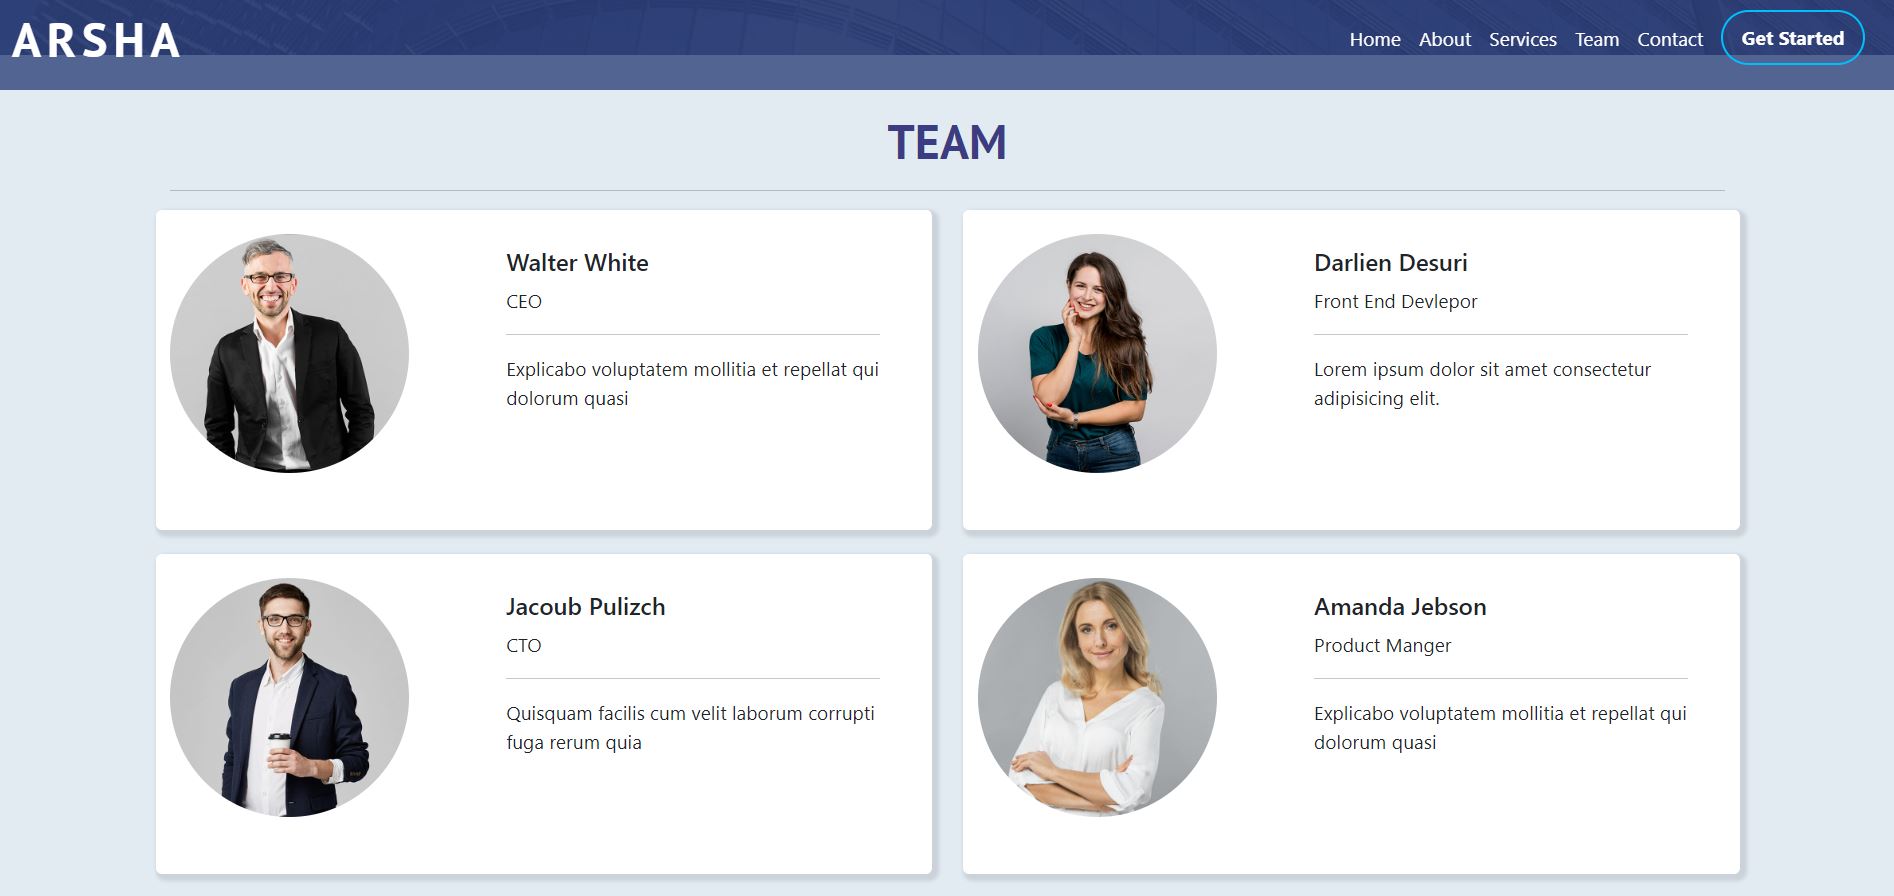 ARSHA
Home About Services Team Contact Get Started
TEAM
Walter White
CEO
Explicabo voluptatem mollitia et repellat qui
dolorum quasi
Darlien Desuri
Front End Devlepor
Lorem ipsum dolor sit amet consectetur
adipisicing elit.
Jacoub Pulizch
CTO
Quisquam facilis cum velit laborum corrupti
fuga rerum quia
Amanda Jebson
Product Manger
Explicabo voluptatem mollitia et repellat qui
dolorum quasi